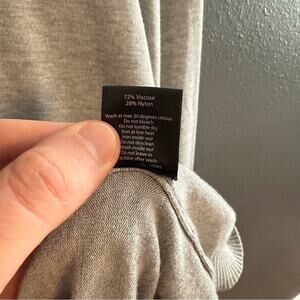 72% Viscose
28% Nylon
Wash at max 30 degrees celsius
Do not bleach
Do not tumble dry
Iron at low heat
Iron inside out
Do not dryclean
Wash inside out
Do not leave in
machine after wash